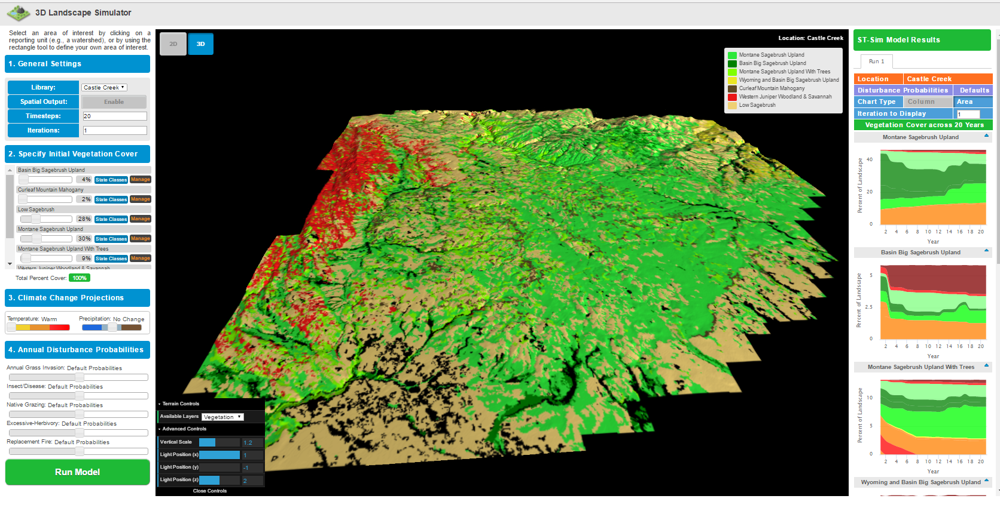 3D Landscape Simulator
Select an area of interest by clicking on a
reporting unit (e.g., a watershed), or by using the
rectangle tool to define your own area of interest.
1. General Settings
Library: Castle Creek
Spatial Output: Enable
Timesteps: 20
Iterations: 1
2. Specify Initial Vegetation Cover
Basin Big Sagebrush Upland
4% State Classes Manage
Curleaf Mountain Mahogany
2% State Classes Manage
Low Sagebrush
28% State Classes Manage
Montane Sagebrush Upland
30% State Classes Manage
Montane Sagebrush Upland With Trees
9% State Classes Manage
Western Juniper Woodland & Savannah
Total Percent Cover: 100%
3. Climate Change Projections
Temperature: Warm
Precipitation: No Change
4. Annual Disturbance Probabilities
Annual Grass Invasion: Default Probabilities
Insect/Disease: Default Probabilities
Native Grazing: Default Probabilities
Excessive-Herbivory: Default Probabilities
Replacement Fire: Default Probabilities
Run Model
2D 3D
Location: Castle Creek
Montane Sagebrush Upland
Basin Big Sagebrush Upland
Montane Sagebrush Upland With Trees
Wyoming and Basin Big Sagebrush Upland
Curleaf Mountain Mahogany
Western Juniper Woodland & Savannah
Low Sagebrush
Terrain Controls
Available Layers Vegetation
Advanced Controls
Vertical Scale 1.2
Light Position (x) 1
Light Position (y) -1
Light Position (z) 2
Close Controls
ST-Sim Model Results
Run 1
Location Castle Creek
Disturbance Probabilities Defaults
Chart Type Column Area
Iteration to Display 1
Vegetation Cover across 20 Years
Montane Sagebrush Upland
Percent of Landscape
40
20
0
2 4 6 8 10 12 14 16 18 20
Year
Basin Big Sagebrush Upland
Percent of Landscape
5
2.5
0
2 4 6 8 10 12 14 16 18 20
Year
Montane Sagebrush Upland With Trees
Percent of Landscape
10
5
0
2 4 6 8 10 12 14 16 18 20
Year
Wyoming and Basin Big Sagebrush Upland